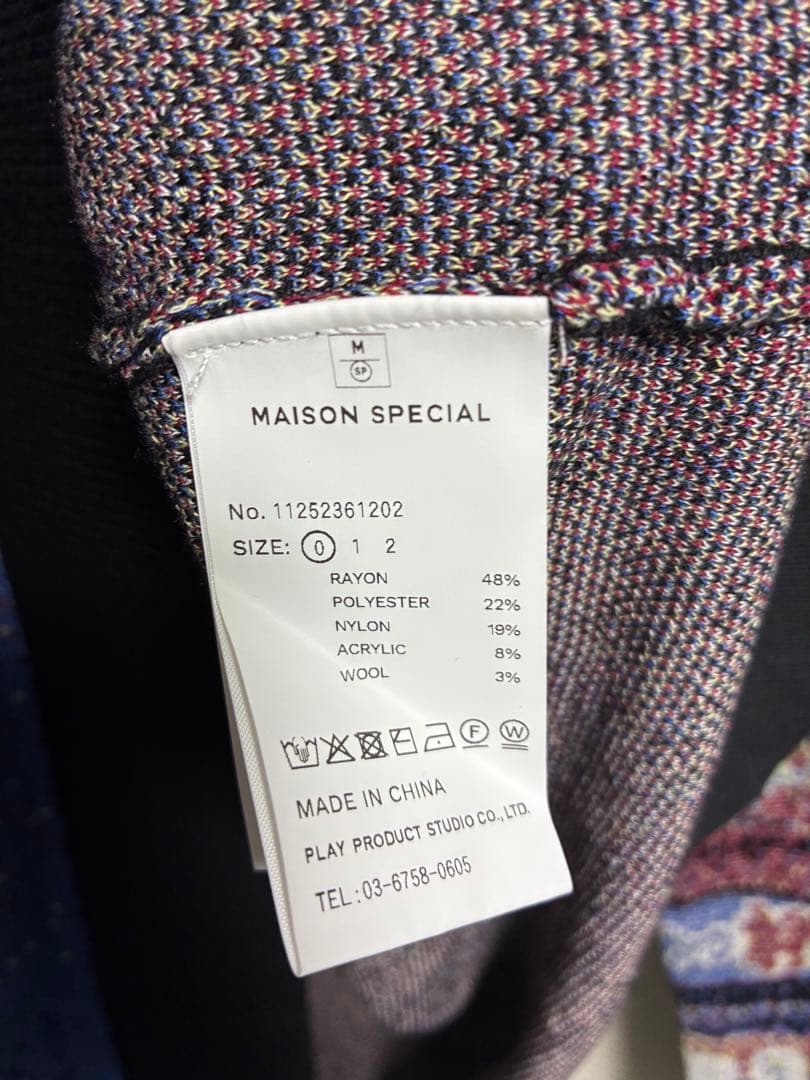 M
SP
MAISON SPECIAL
No. 11252361202
SIZE: 0 1 2
RAYON 48%
POLYESTER 22%
NYLON 19%
ACRYLIC 8%
WOOL 3%
F W
MADE IN CHINA
PLAY PRODUCT STUDIO CO., LTD.
TEL : 03-6758-0605